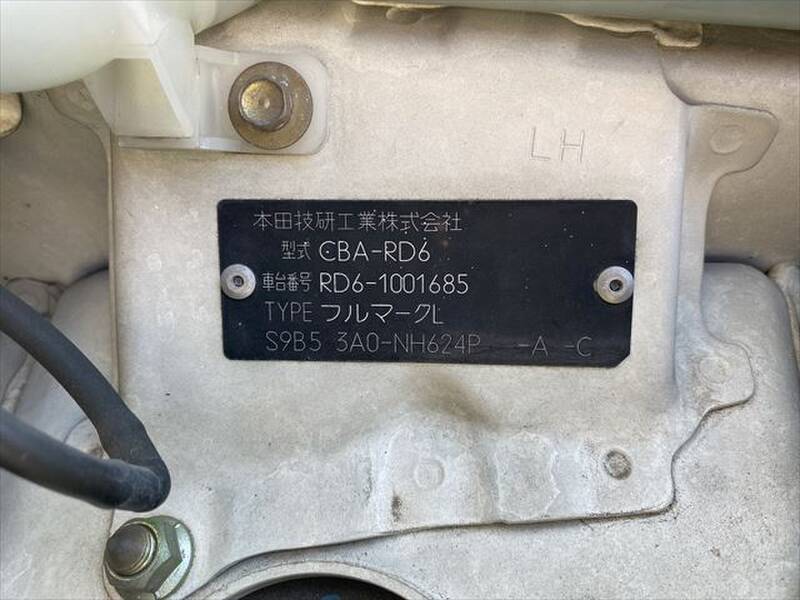 LH
本田技研工業株式会社
型式 CBA-RD6
車台番号 RD6-1001685
TYPE フルマークL
S9B5 3A0-NH624P -A -C